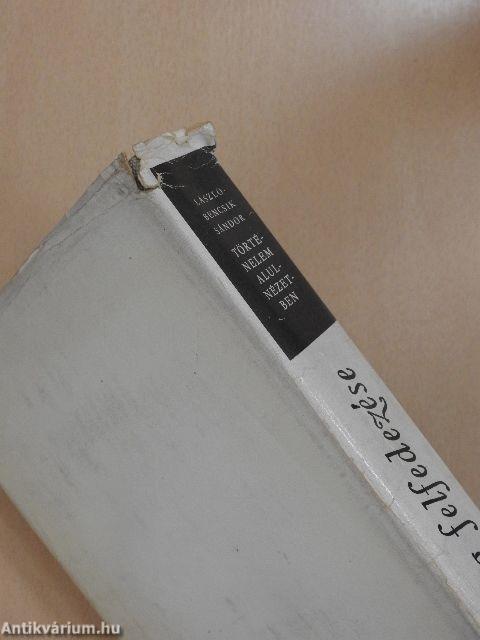 LÁSZLÓ-
BENCSIK
SÁNDOR
TÖRTÉ-
NELEM
ALUL-
NÉZET-
BEN
felfedezése
Antikvárium.hu